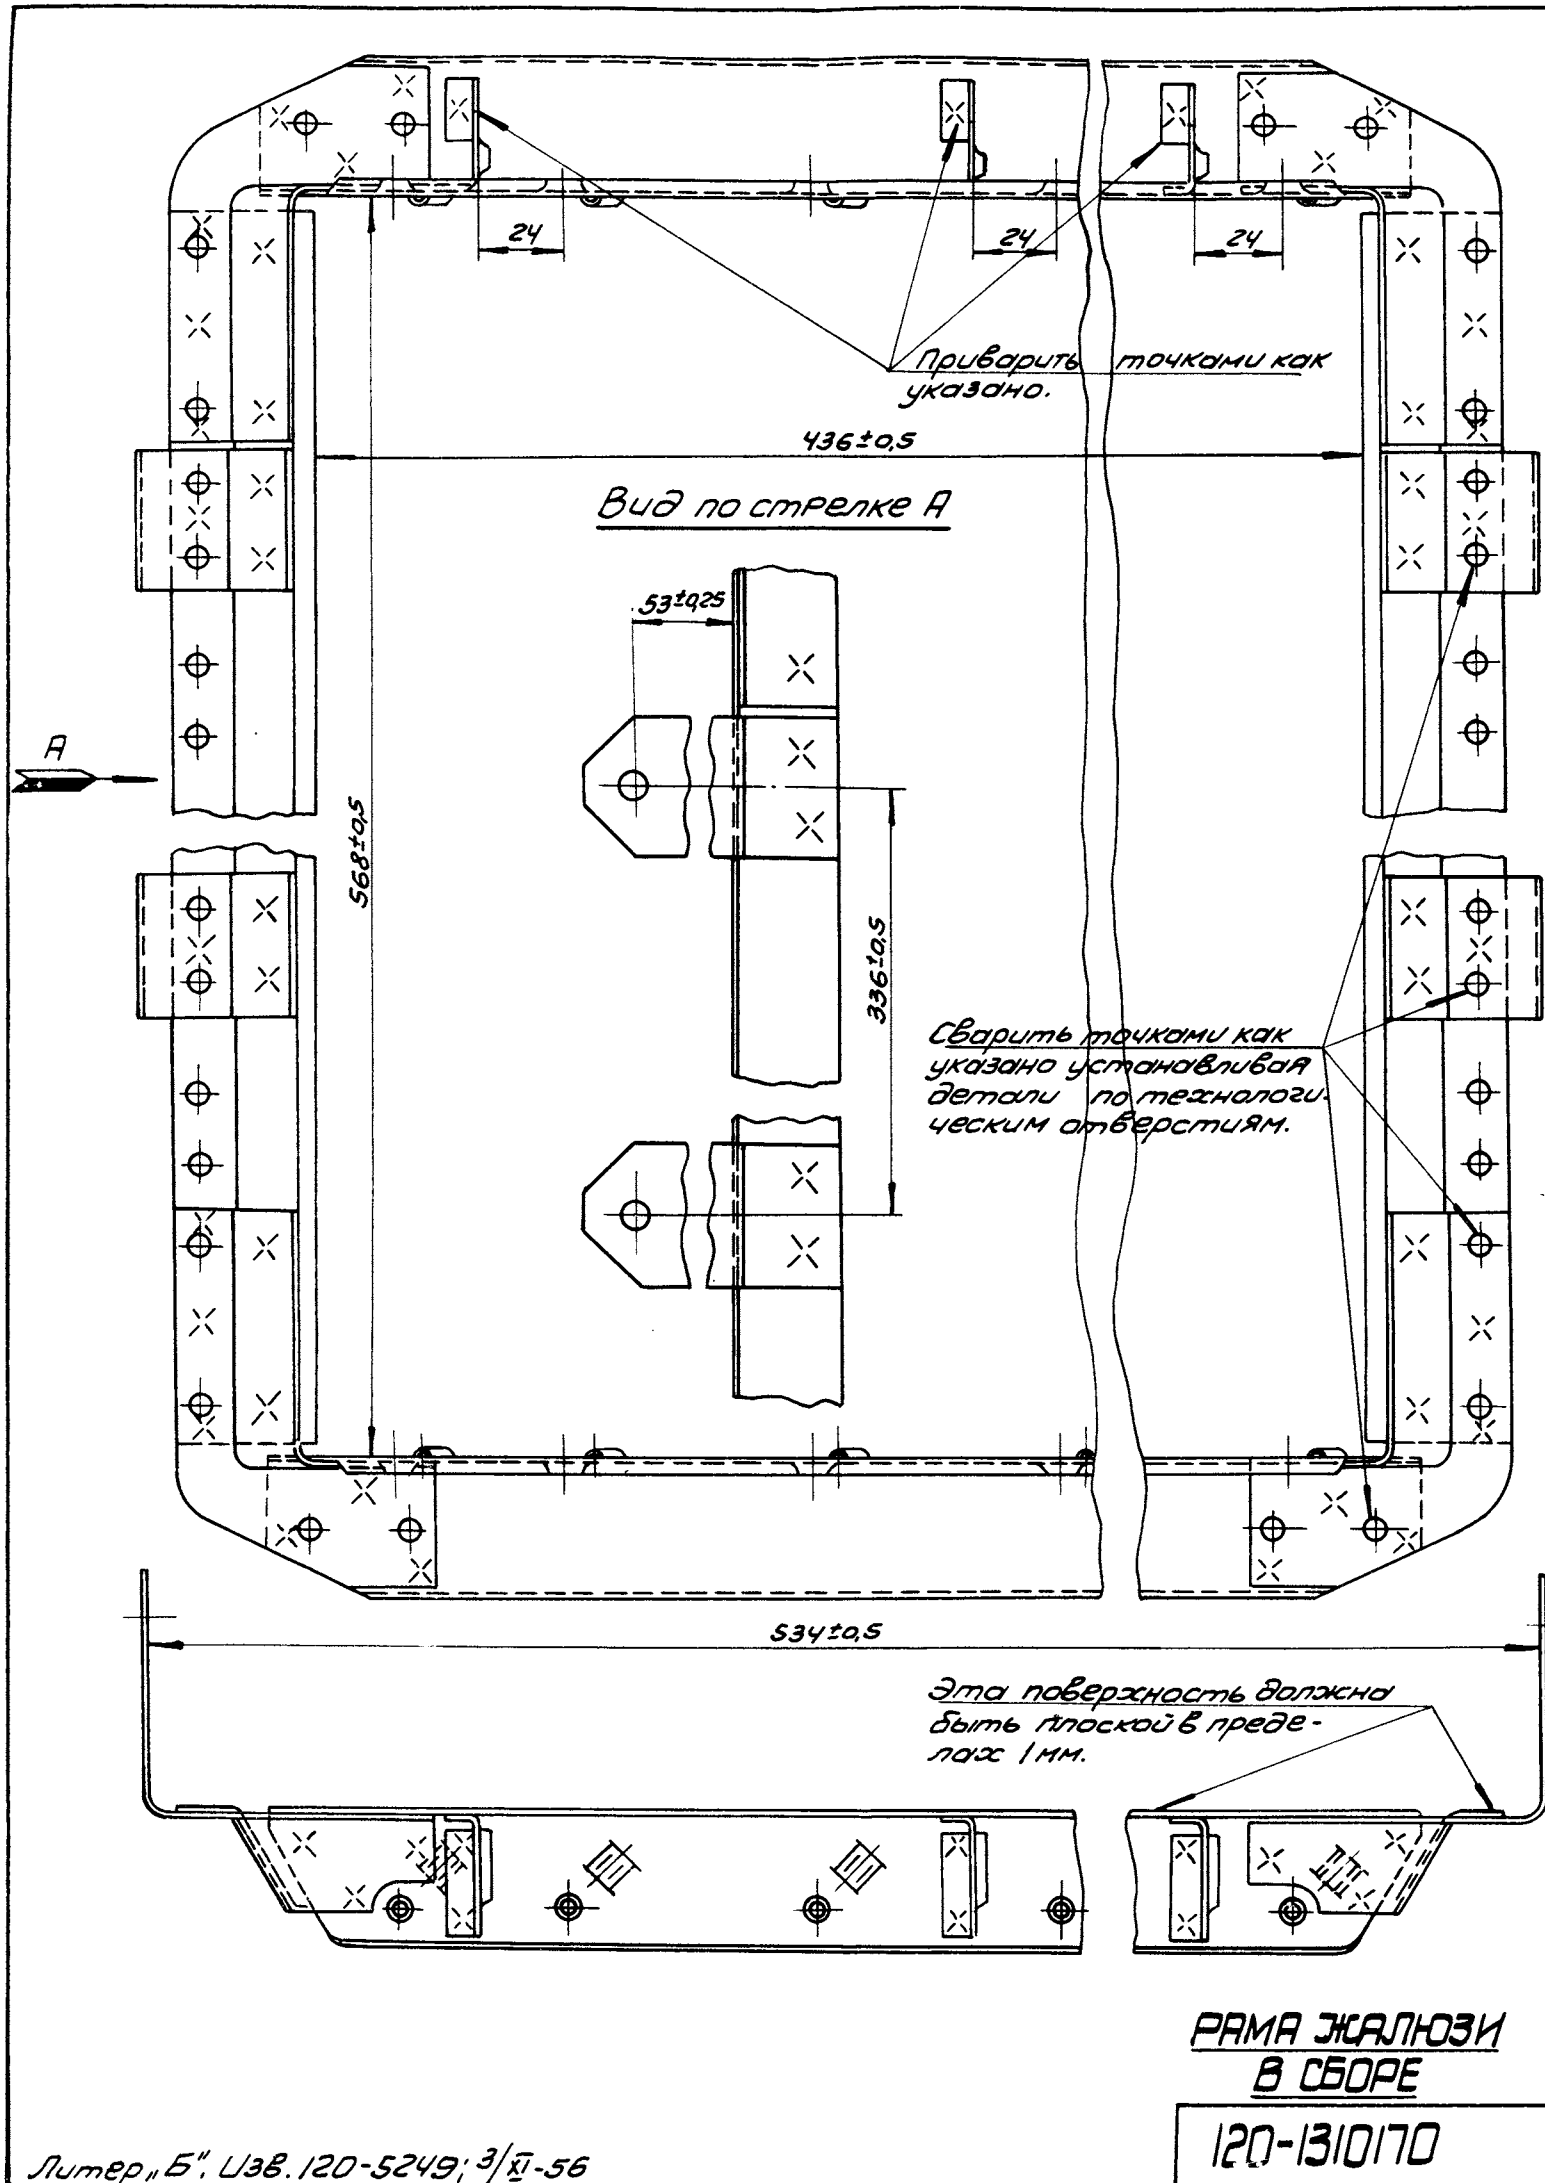 24
24
24
Приварить точками как
указано.
436±0,5
Вид по стрелке А
53±0,25
А
568±0,5
336±0,5
Сварить точками как
указано устанавливая
детали по технологи-
ческим отверстиям.
534±0,5
Эта поверхность должна
быть плоской в преде-
лах 1мм.
РАМА ЖАЛЮЗИ
В СБОРЕ
120-1310170
Литер „Б". Изв. 120-5249; 3/XI-56